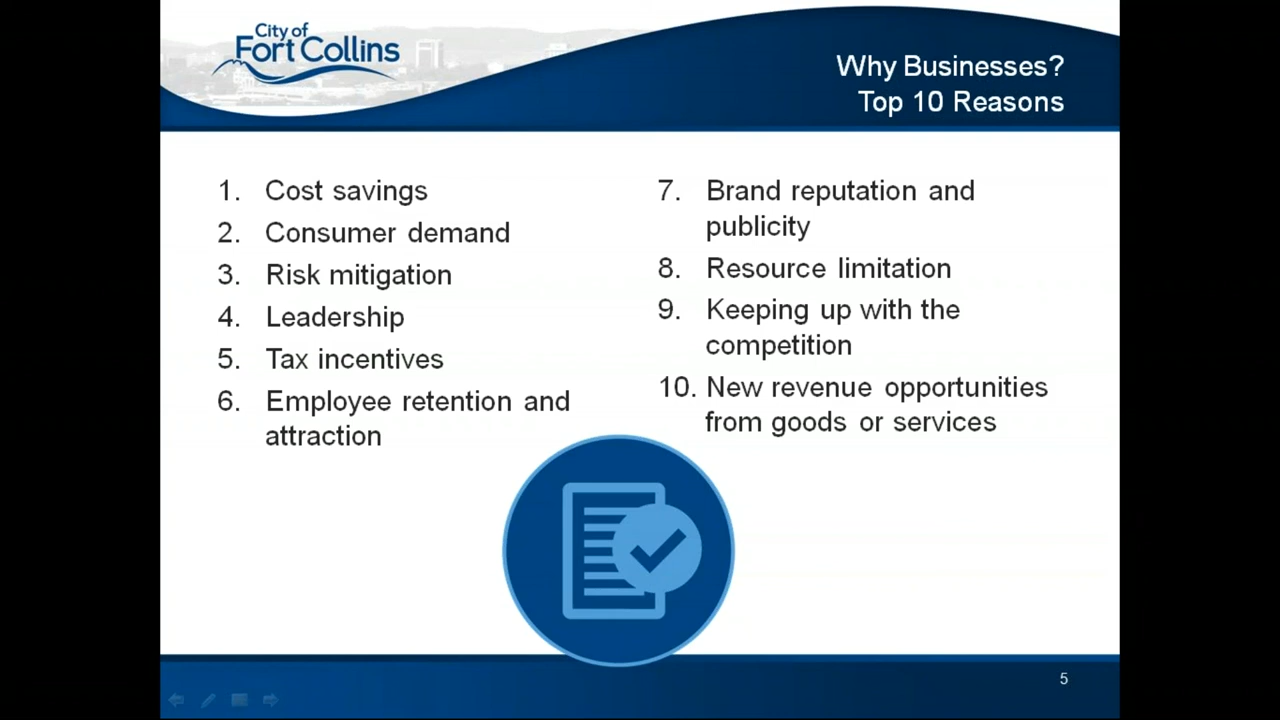 City of
Fort Collins
Why Businesses?
Top 10 Reasons
1. Cost savings
2. Consumer demand
3. Risk mitigation
4. Leadership
5. Tax incentives
6. Employee retention and
attraction
7. Brand reputation and
publicity
8. Resource limitation
9. Keeping up with the
competition
10. New revenue opportunities
from goods or services
5